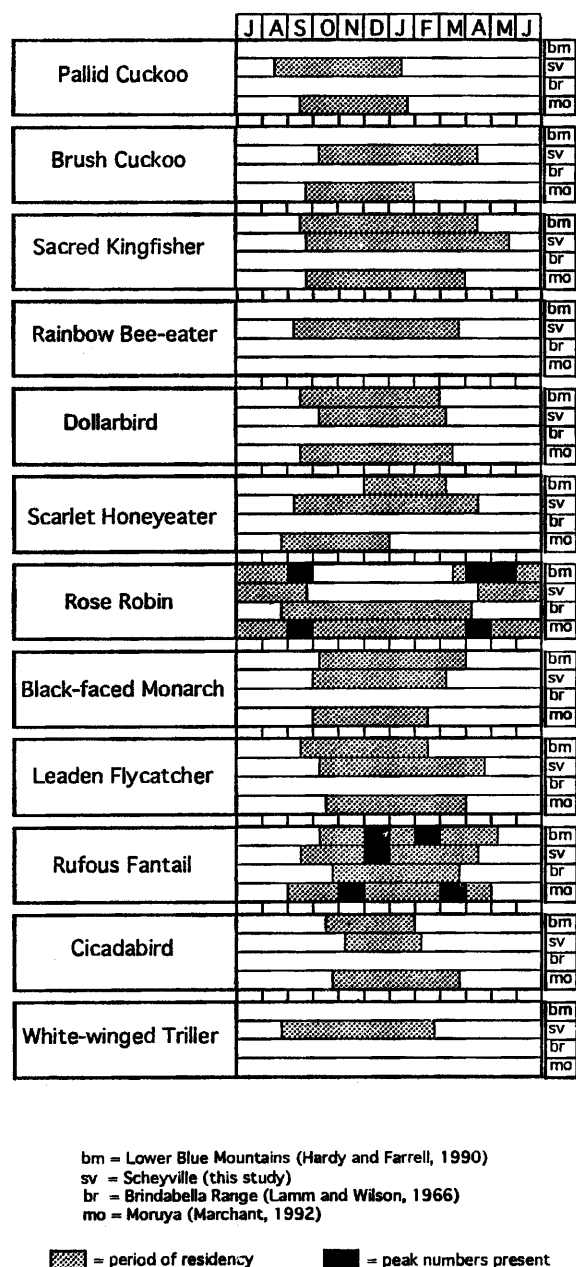 J A S O N D J F M A M J
Pallid Cuckoo
bm
sv
br
mo
Brush Cuckoo
bm
sv
br
mo
Sacred Kingfisher
bm
sv
br
mo
Rainbow Bee-eater
bm
sv
br
mo
Dollarbird
bm
sv
br
mo
Scarlet Honeyeater
bm
sv
br
mo
Rose Robin
bm
sv
br
mo
Black-faced Monarch
bm
sv
br
mo
Leaden Flycatcher
bm
sv
br
mo
Rufous Fantail
bm
sv
br
mo
Cicadabird
bm
sv
br
mo
White-winged Triller
bm
sv
br
mo
bm = Lower Blue Mountains (Hardy and Farrell, 1990)
sv = Scheyville (this study)
br = Brindabella Range (Lamm and Wilson, 1966)
mo = Moruya (Marchant, 1992)
= period of residency
= peak numbers present